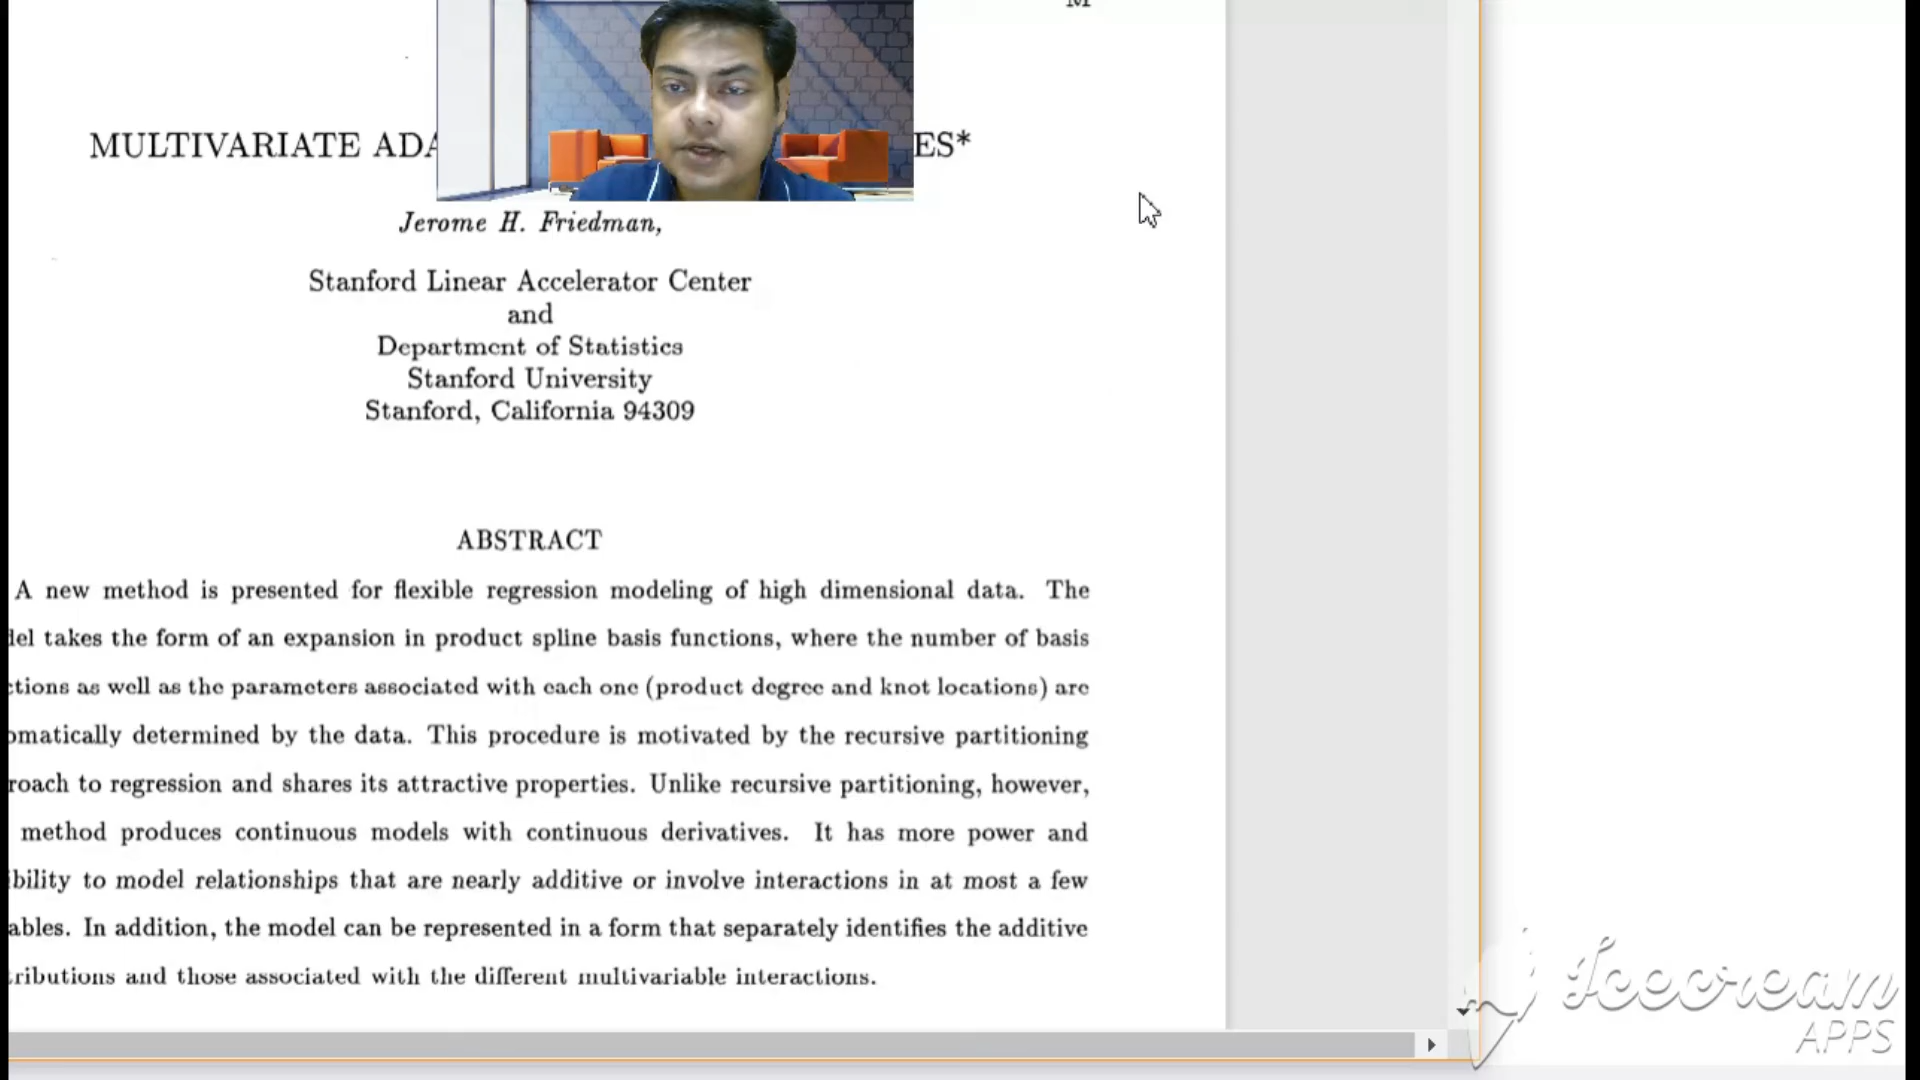 M
MULTIVARIATE ADA
ES*
Jerome H. Friedman,
Stanford Linear Accelerator Center
and
Department of Statistics
Stanford University
Stanford, California 94309
ABSTRACT
A new method is presented for flexible regression modeling of high dimensional data. The
del takes the form of an expansion in product spline basis functions, where the number of basis
ctions as well as the parameters associated with each one (product degree and knot locations) are
omatically determined by the data. This procedure is motivated by the recursive partitioning
roach to regression and shares its attractive properties. Unlike recursive partitioning, however,
method produces continuous models with continuous derivatives. It has more power and
ibility to model relationships that are nearly additive or involve interactions in at most a few
ables. In addition, the model can be represented in a form that separately identifies the additive
tributions and those associated with the different multivariable interactions.
Icecream
APPS